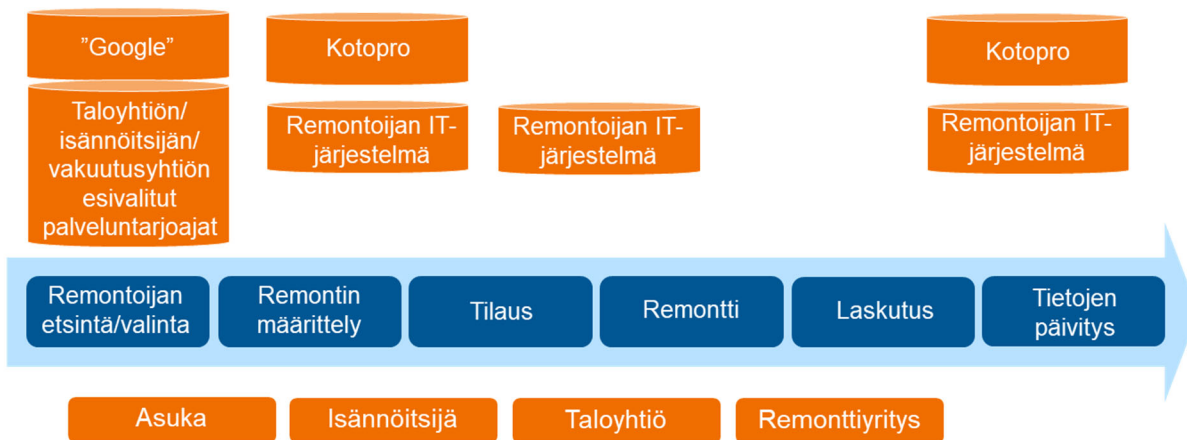 ”Google”
Taloyhtiön/
isännöitsijän/
vakuutusyhtiön
esivalitut
palveluntarjoajat
Kotopro
Remontoijan IT-
järjestelmä
Remontoijan IT-
järjestelmä
Kotopro
Remontoijan IT-
järjestelmä
Remontoijan
etsintä/valinta
Remontin
määrittely
Tilaus
Remontti
Laskutus
Tietojen
päivitys
Asuka
Isännöitsijä
Taloyhtiö
Remonttiyritys